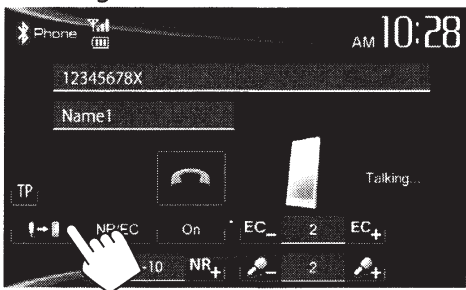 Phone AM 10:28
12345678X
Name1
Talking...
TP
NR/EC On EC- 2 EC+
-10 NR+ - 2 +